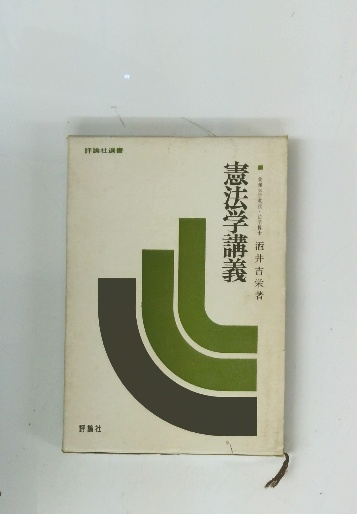 評論社選書
憲法学講義
酒井吉栄著
評論社